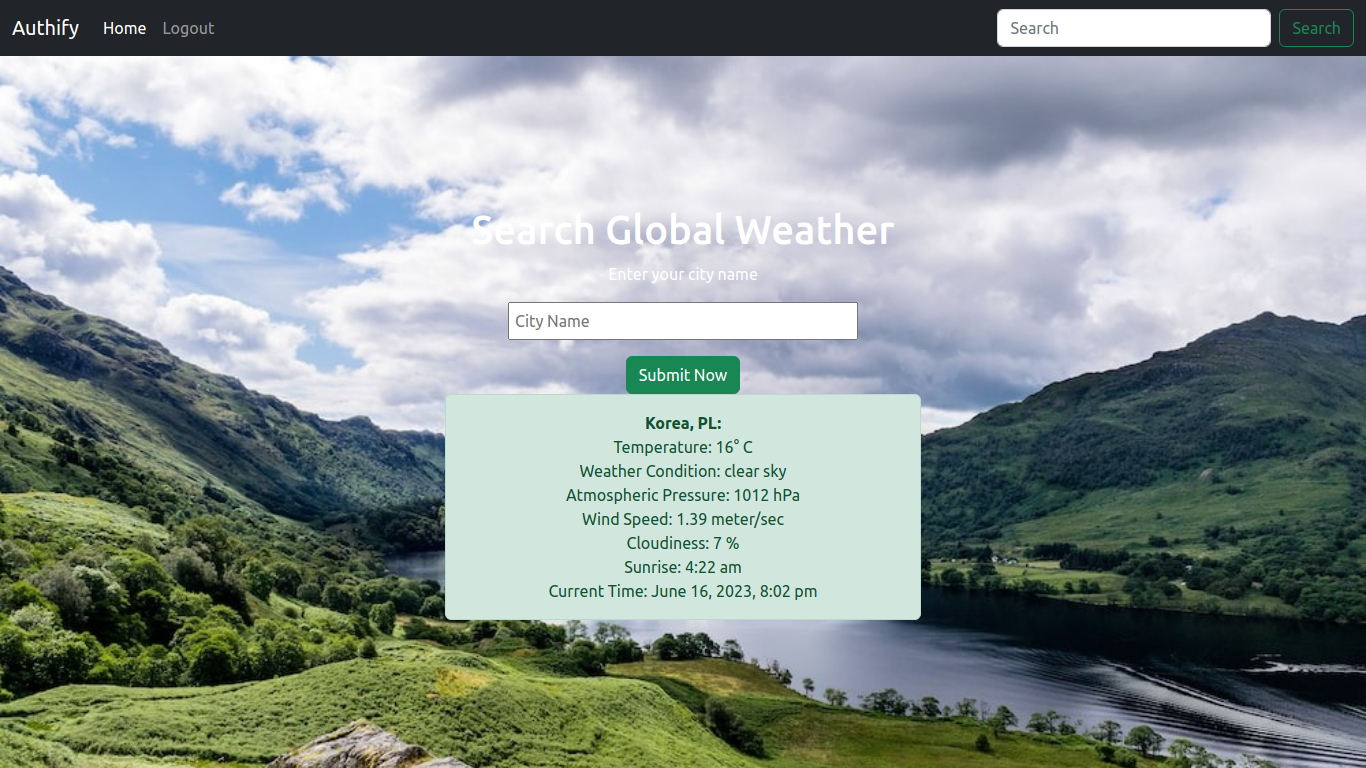 Authify Home Logout Search Search
Search Global Weather
Enter your city name
City Name
Submit Now
Korea, PL:
Temperature: 16° C
Weather Condition: clear sky
Atmospheric Pressure: 1012 hPa
Wind Speed: 1.39 meter/sec
Cloudiness: 7 %
Sunrise: 4:22 am
Current Time: June 16, 2023, 8:02 pm